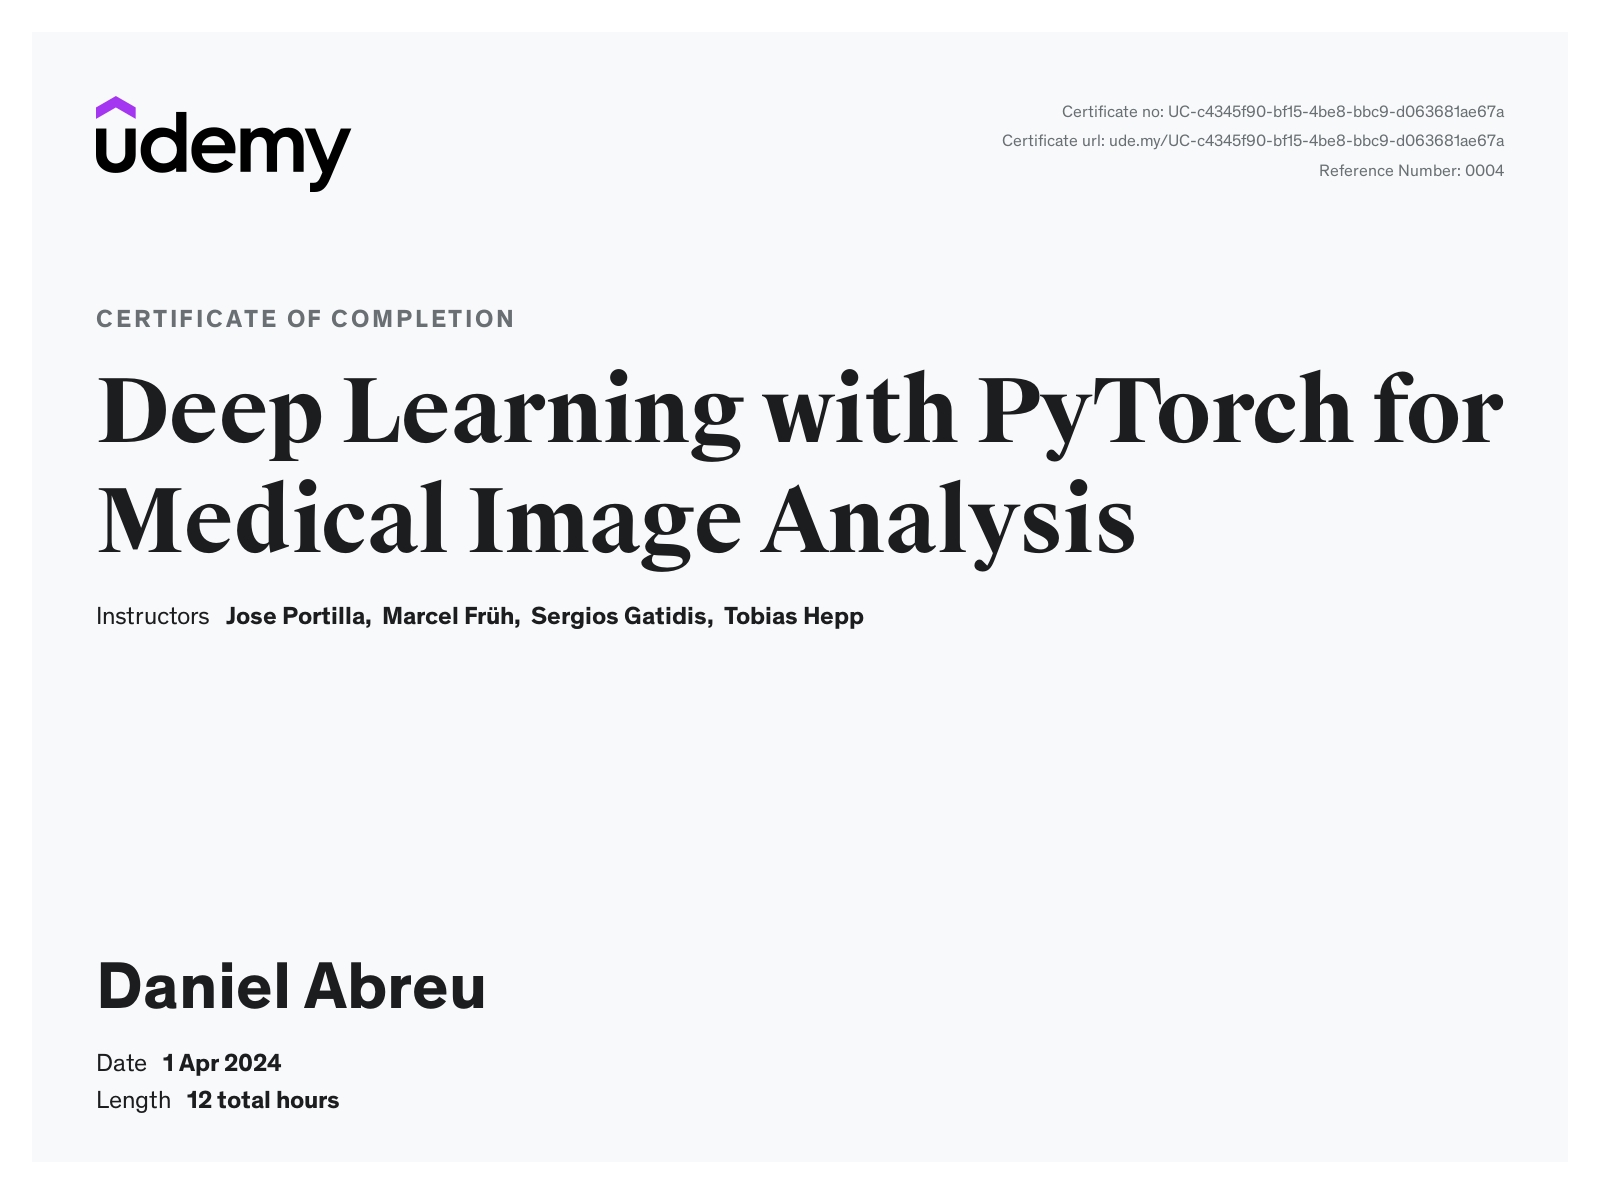 udemy
Certificate no: UC-c4345f90-bf15-4be8-bbc9-d063681ae67a
Certificate url: ude.my/UC-c4345f90-bf15-4be8-bbc9-d063681ae67a
Reference Number: 0004
CERTIFICATE OF COMPLETION
Deep Learning with PyTorch for
Medical Image Analysis
Instructors Jose Portilla, Marcel Früh, Sergios Gatidis, Tobias Hepp
Daniel Abreu
Date 1 Apr 2024
Length 12 total hours